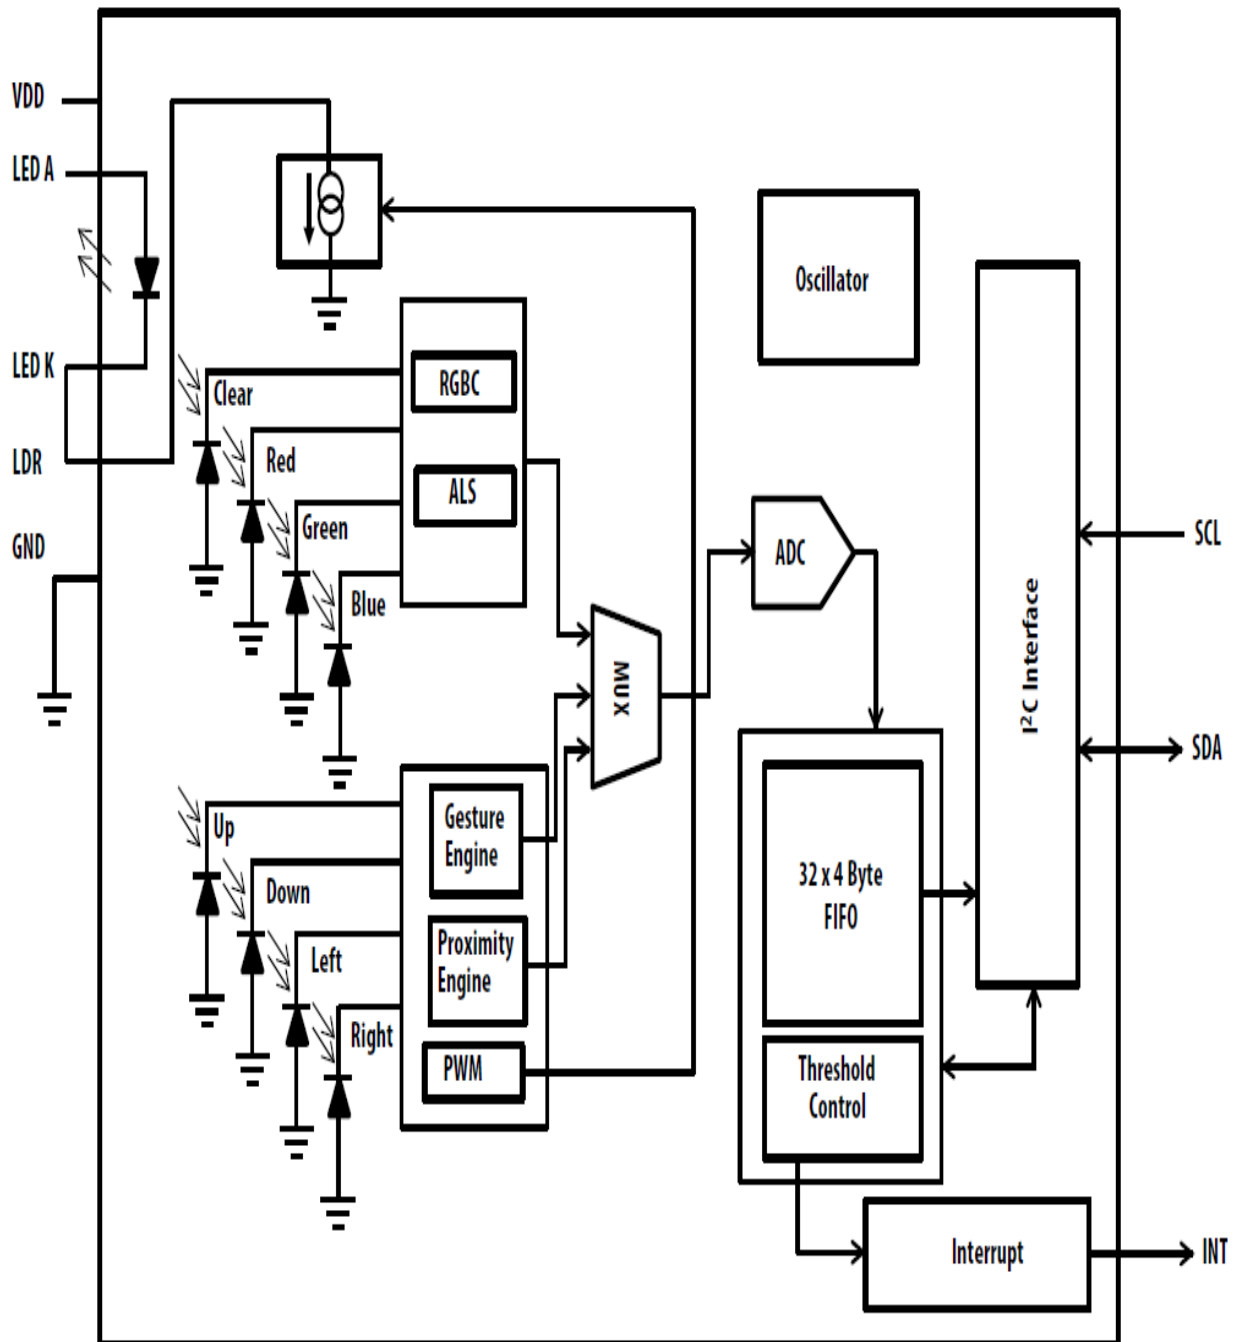 VDD
LED A
LED K
LDR
GND
Clear
Red
Green
Blue
RGBC
ALS
Up
Down
Left
Right
Gesture
Engine
Proximity
Engine
PWM
MUX
ADC
Oscillator
32 x 4 Byte
FIFO
Threshold
Control
I²C Interface
Interrupt
SCL
SDA
INT